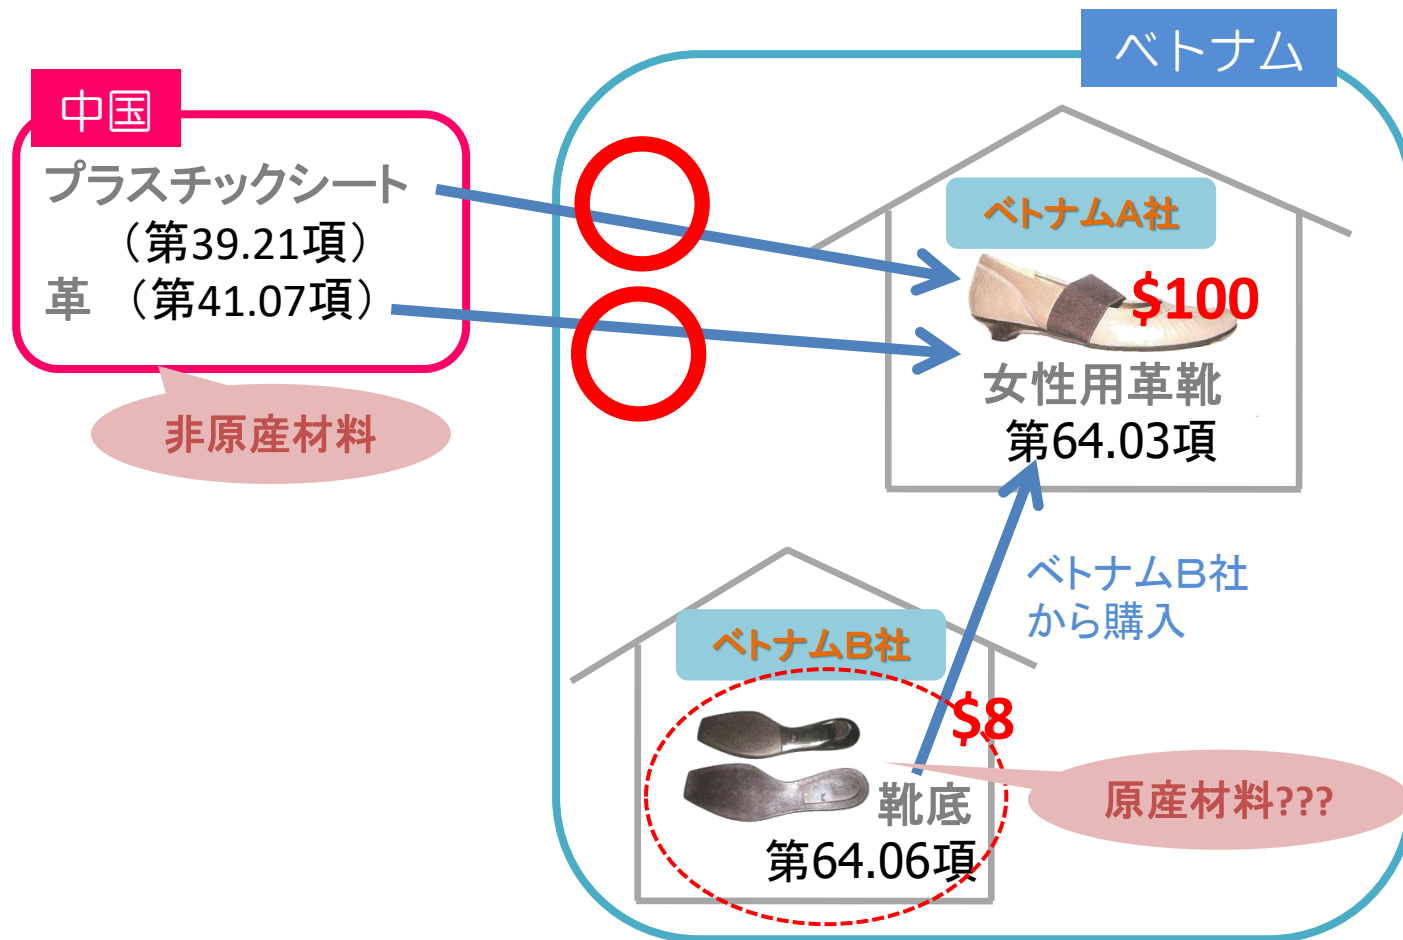 ベトナム
中国
プラスチックシート
（第39.21項）
革 （第41.07項）
非原産材料
ベトナムA社
$100
女性用革靴
第64.03項
ベトナムB社
から購入
ベトナムB社
$8
靴底
第64.06項
原産材料???